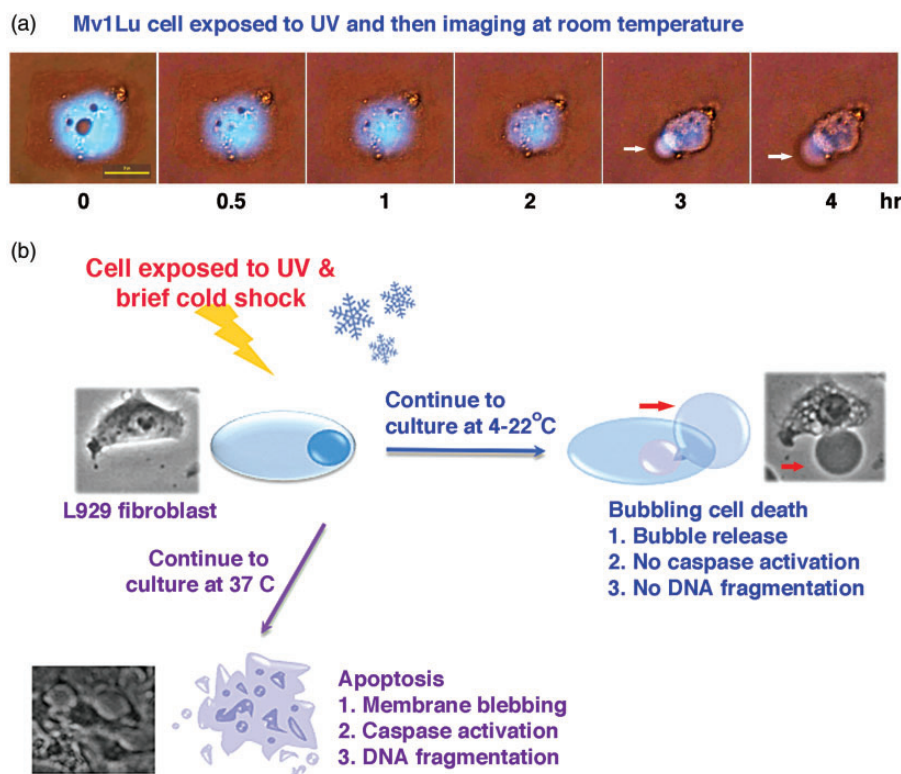 (a)
Mv1Lu cell exposed to UV and then imaging at room temperature
0 0.5 1 2 3 4 hr
(b)
Cell exposed to UV &
brief cold shock
Continue to
culture at 4-22°C
L929 fibroblast
Bubbling cell death
1. Bubble release
2. No caspase activation
3. No DNA fragmentation
Continue to
culture at 37 C
Apoptosis
1. Membrane blebbing
2. Caspase activation
3. DNA fragmentation